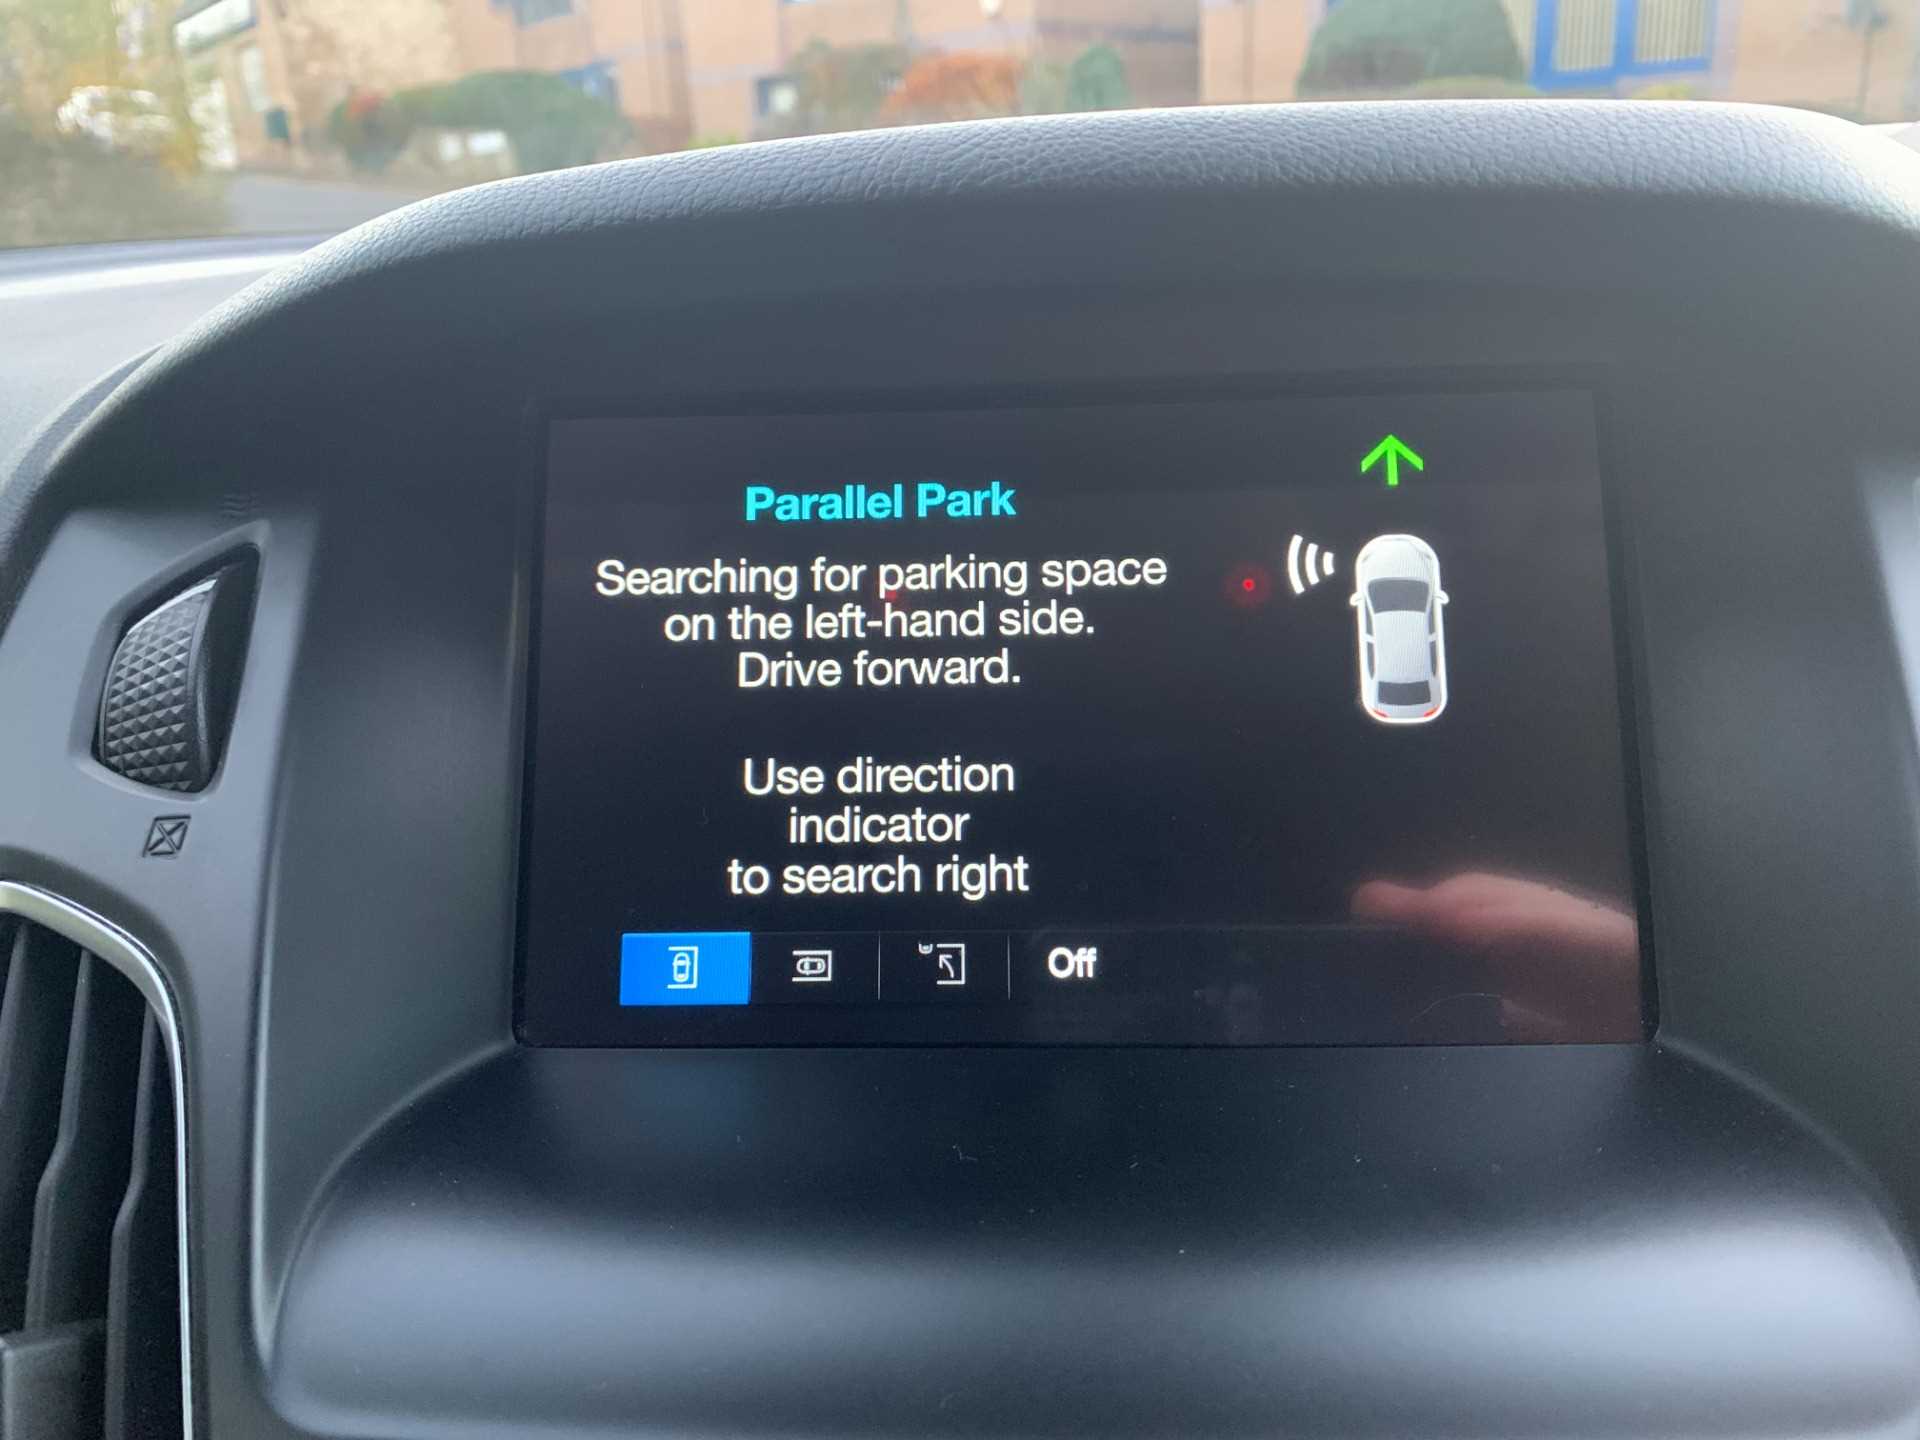 Parallel Park
Searching for parking space
on the left-hand side.
Drive forward.
Use direction
indicator
to search right
Off